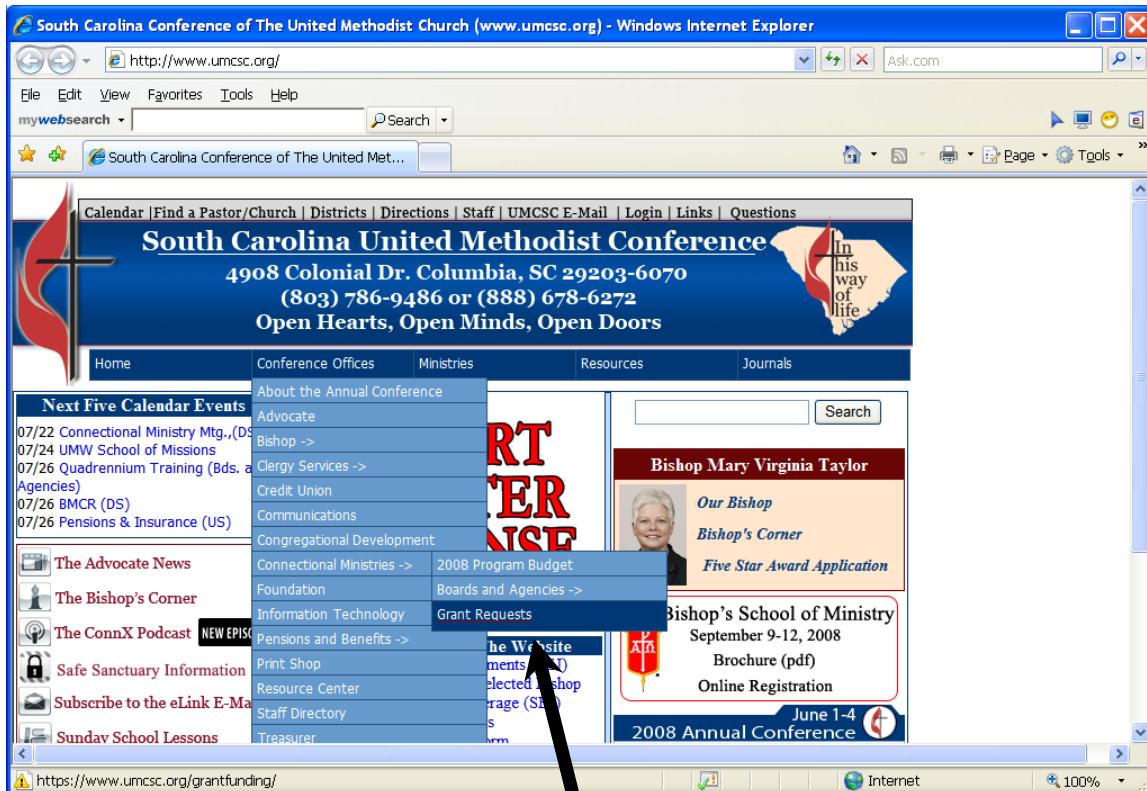 South Carolina Conference of The United Methodist Church (www.umcsc.org) - Windows Internet Explorer
http://www.umcsc.org/
Ask.com
File Edit View Favorites Tools Help
mywebsearch
Search
South Carolina Conference of The United Met...
Page
Tools
Calendar |Find a Pastor/Church | Districts | Directions | Staff | UMCSC E-Mail | Login | Links | Questions
South Carolina United Methodist Conference
4908 Colonial Dr. Columbia, SC 29203-6070
(803) 786-9486 or (888) 678-6272
Open Hearts, Open Minds, Open Doors
In
his
way
of
life
Home Conference Offices Ministries Resources Journals
Next Five Calendar Events
07/22 Connectional Ministry Mtg.,(DS
07/24 UMW School of Missions
07/26 Quadrennium Training (Bds. a
Agencies)
07/26 BMCR (DS)
07/26 Pensions & Insurance (US)
The Advocate News
The Bishop's Corner
The ConnX Podcast NEW EPISO
Safe Sanctuary Information
Subscribe to the eLink E-Ma
Sunday School Lessons
About the Annual Conference
Advocate
Bishop ->
Clergy Services ->
Credit Union
Communications
Congregational Development
Connectional Ministries ->
Foundation
Information Technology
Pensions and Benefits ->
Print Shop
Resource Center
Staff Directory
Treasurer
2008 Program Budget
Boards and Agencies ->
Grant Requests
RT
ER
NSE
he Website
Search
Bishop Mary Virginia Taylor
Our Bishop
Bishop's Corner
Five Star Award Application
Bishop's School of Ministry
September 9-12, 2008
Brochure (pdf)
Online Registration
June 1-4
2008 Annual Conference
https://www.umcsc.org/grantfunding/
Internet
100%